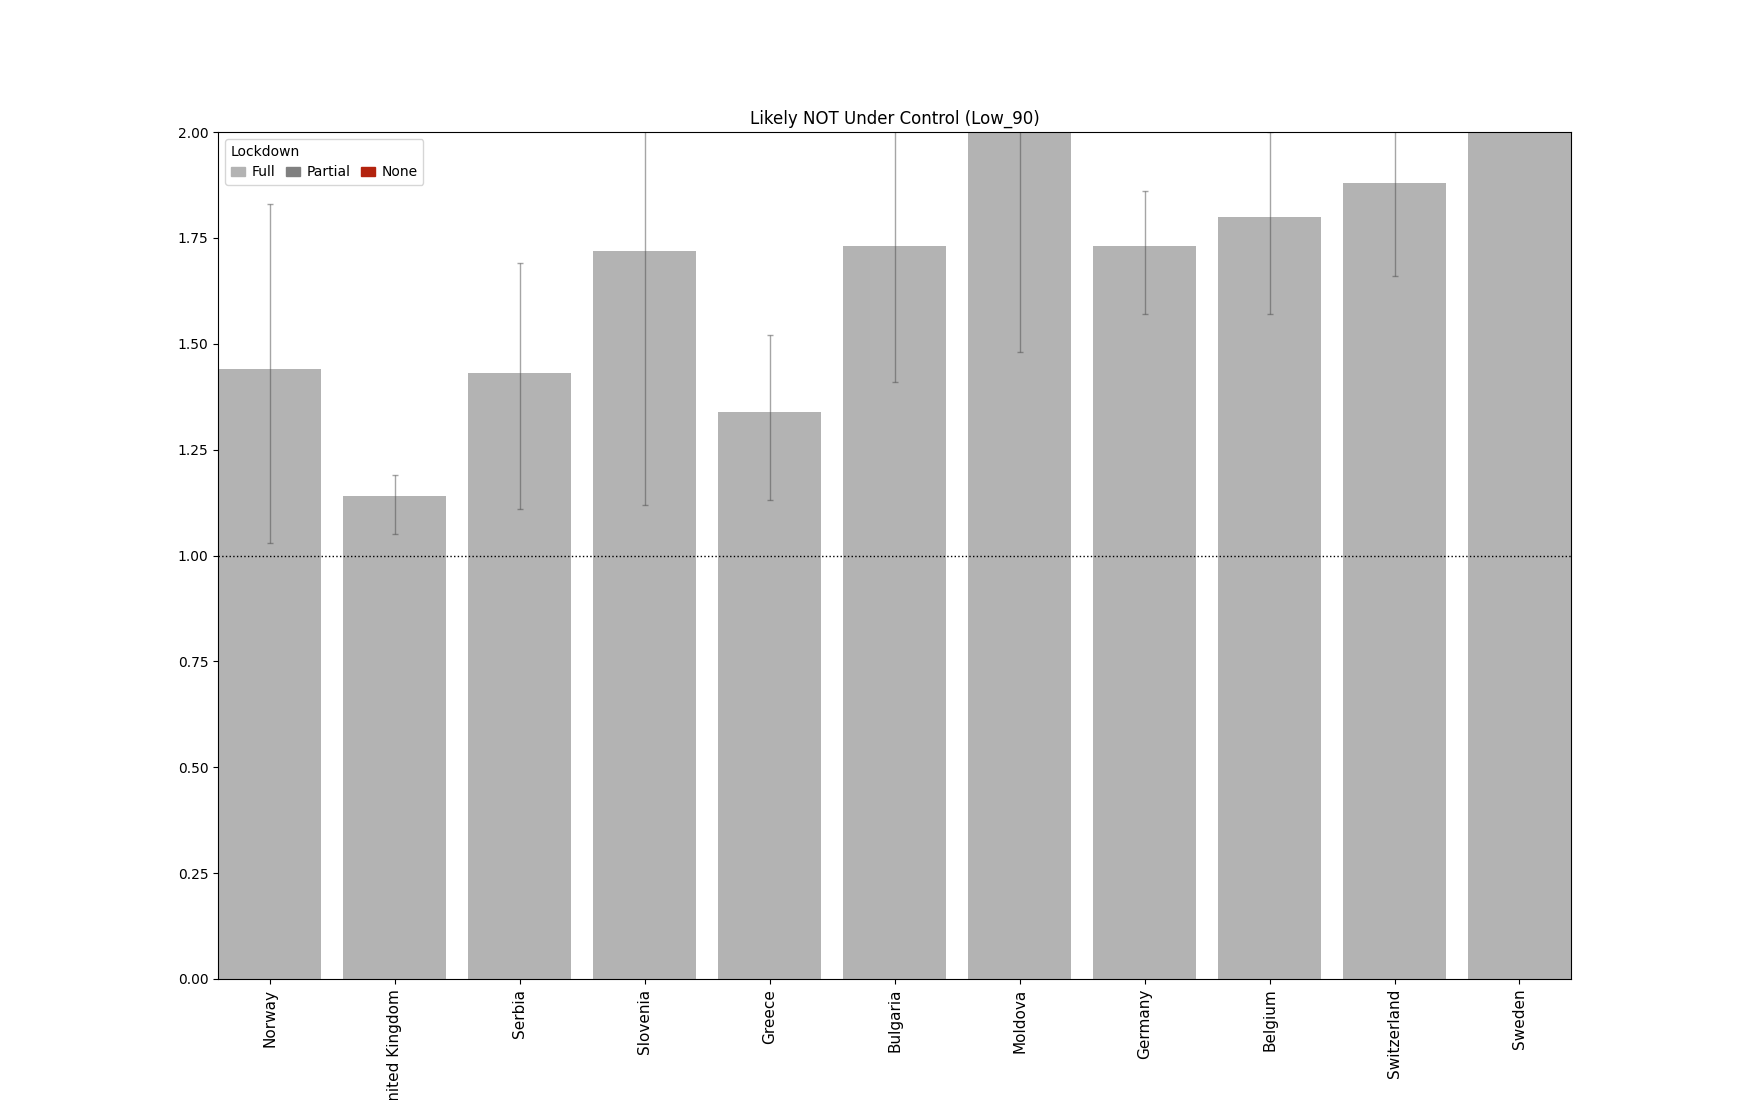 Likely NOT Under Control (Low_90)
Lockdown
Full Partial None
2.00
1.75
1.50
1.25
1.00
0.75
0.50
0.25
0.00
Norway
nited Kingdom
Serbia
Slovenia
Greece
Bulgaria
Moldova
Germany
Belgium
Switzerland
Sweden